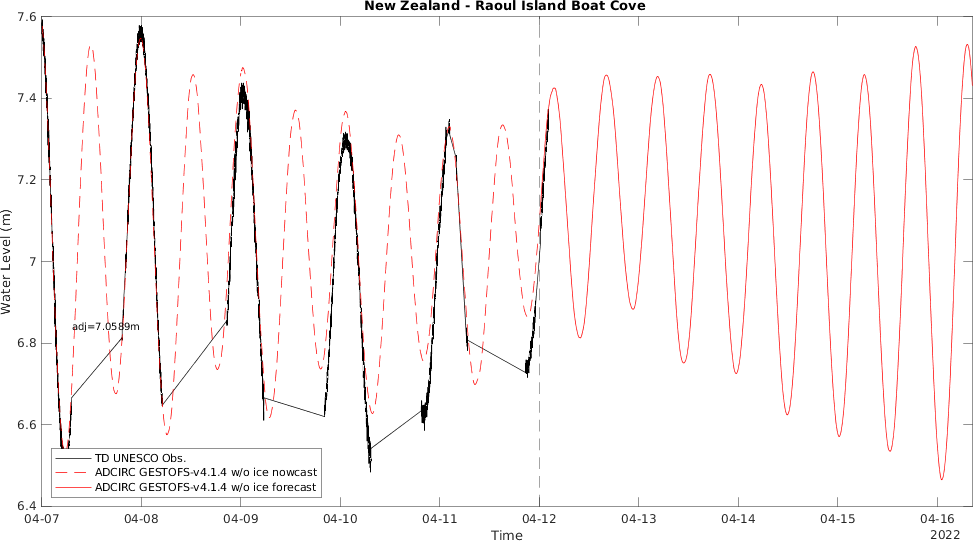 New Zealand - Raoul Island Boat Cove
Water Level (m)
7.6
7.4
7.2
7
6.8
6.6
6.4
adj=7.0589m
TD UNESCO Obs.
ADCIRC GESTOFS-v4.1.4 w/o ice nowcast
ADCIRC GESTOFS-v4.1.4 w/o ice forecast
04-07 04-08 04-09 04-10 04-11 04-12 04-13 04-14 04-15 04-16
Time
2022